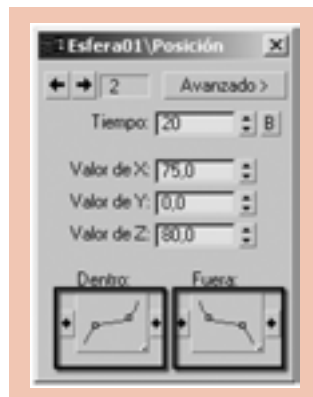 Esfera01\Posición
2 Avanzado >
Tiempo: 20 B
Valor de X: 75,0
Valor de Y: 0,0
Valor de Z: 80,0
Dentro: Fuera: